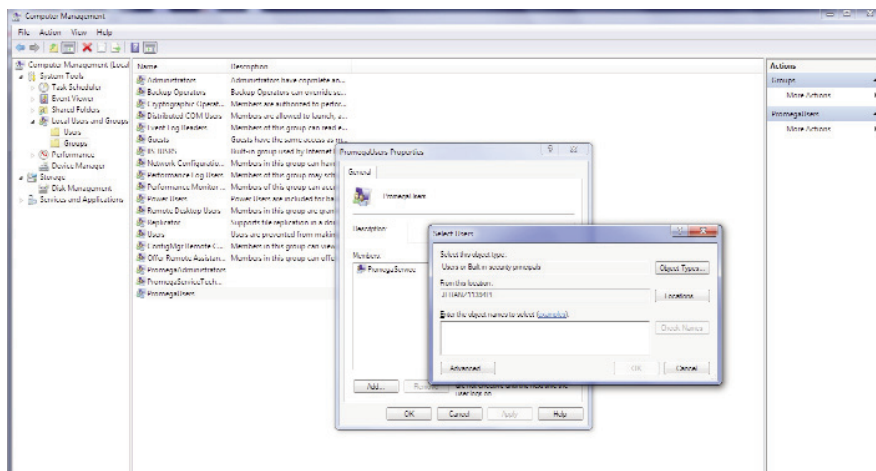 Computer Management
File Action View Help
Computer Management (Local
System Tools
Task Scheduler
Event Viewer
Shared Folders
Local Users and Groups
Users
Groups
Performance
Device Manager
Storage
Disk Management
Services and Applications
Name Description
Administrators Administrators have complete an...
Backup Operators Backup Operators can override se...
Cryptographic Operat... Members are authorized to perfor...
Distributed COM Users Members are allowed to launch, a...
Event Log Readers Members of this group can read e...
Guests Guests have the same access as m...
IIS_IUSRS Built-in group used by Internet
Network Configuratio... Members in this group can have
Performance Log Users Members of this group may sch
Performance Monitor ... Members of this group can acc
Power Users Power Users are included for ba
Remote Desktop Users Members in this group are gran
Replicator Supports file replication in a do
Users Users are prevented from makin
ConfigMgr Remote C... Members in this group can view
Offer Remote Assistan... Members in this group can offe
PromegaAdministrators
PromegaServiceTech...
PromegaUsers
PromegaUsers Properties
General
PromegaUsers
Description:
Members:
PromegaService
Add...
user logs on.
OK Cancel Apply Help
Select Users
Select this object type:
Users or Built-in security principals
Object Types...
From this location:
Locations...
Enter the object names to select (examples):
Check Names
Advanced...
OK Cancel
Actions
Groups
More Actions
PromegaUsers
More Actions